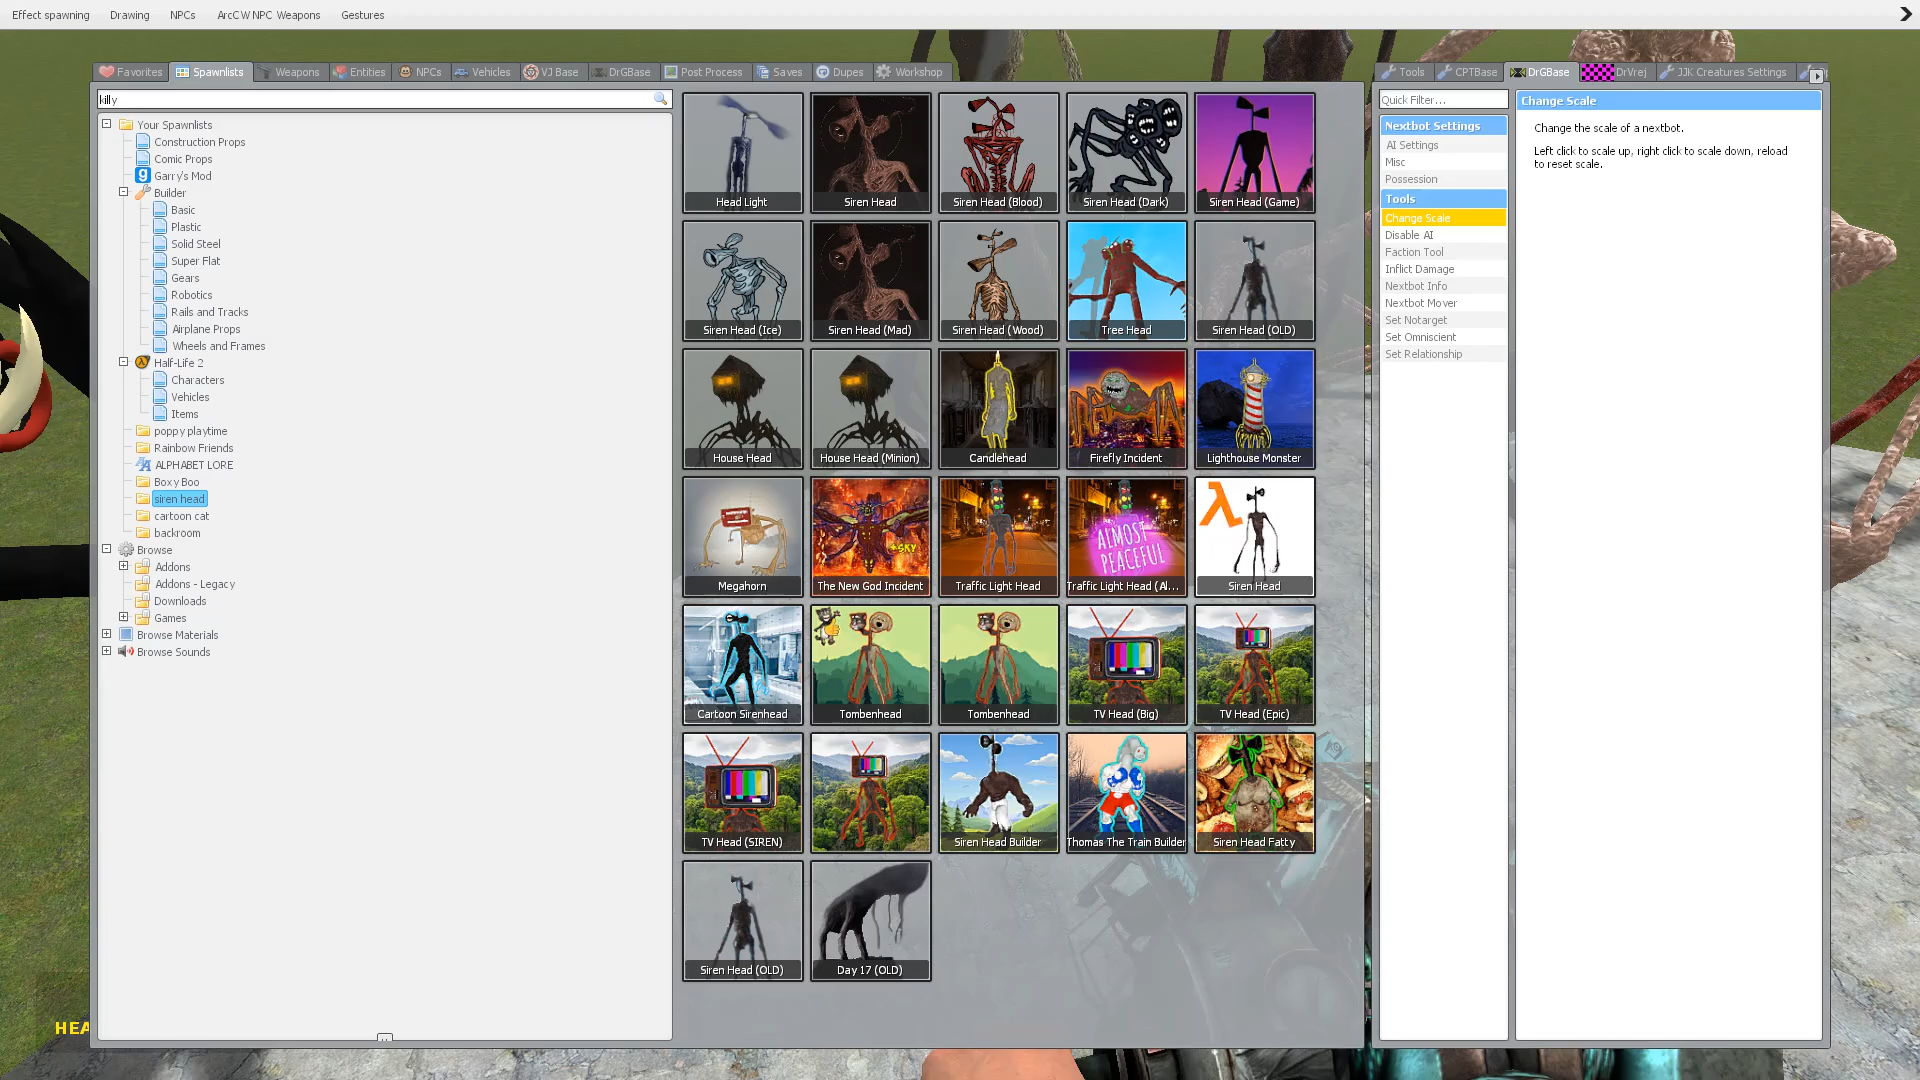 Effect spawning Drawing NPCs ArcCW NPC Weapons Gestures
Favorites Spawnlists Weapons Entities NPCs Vehicles VJ Base DrGBase Post Process Saves Dupes Workshop
Tools CPTBase DrGBase DrVrej JJK Creatures Settings
killy
Your Spawnlists
Construction Props
Comic Props
Garry's Mod
Builder
Basic
Plastic
Solid Steel
Super Flat
Gears
Robotics
Rails and Tracks
Airplane Props
Wheels and Frames
Half-Life 2
Characters
Vehicles
Items
poppy playtime
Rainbow Friends
ALPHABET LORE
Boxy Boo
siren head
cartoon cat
backroom
Browse
Addons
Addons - Legacy
Downloads
Games
Browse Materials
Browse Sounds
Head Light Siren Head Siren Head (Blood) Siren Head (Dark) Siren Head (Game)
Siren Head (Ice) Siren Head (Mad) Siren Head (Wood) Tree Head Siren Head (OLD)
House Head House Head (Minion) Candlehead Firefly Incident Lighthouse Monster
+SKY
ALMOST
PEACEFUL
Megahorn The New God Incident Traffic Light Head Traffic Light Head (Al... Siren Head
Cartoon Sirenhead Tombenhead Tombenhead TV Head (Big) TV Head (Epic)
TV Head (SIREN) Siren Head Builder Thomas The Train Builder Siren Head Fatty
Siren Head (OLD) Day 17 (OLD)
Quick Filter...
Nextbot Settings
AI Settings
Misc
Possession
Tools
Change Scale
Disable AI
Faction Tool
Inflict Damage
Nextbot Info
Nextbot Mover
Set Notarget
Set Omniscient
Set Relationship
Change Scale
Change the scale of a nextbot.
Left click to scale up, right click to scale down, reload
to reset scale.
HEA